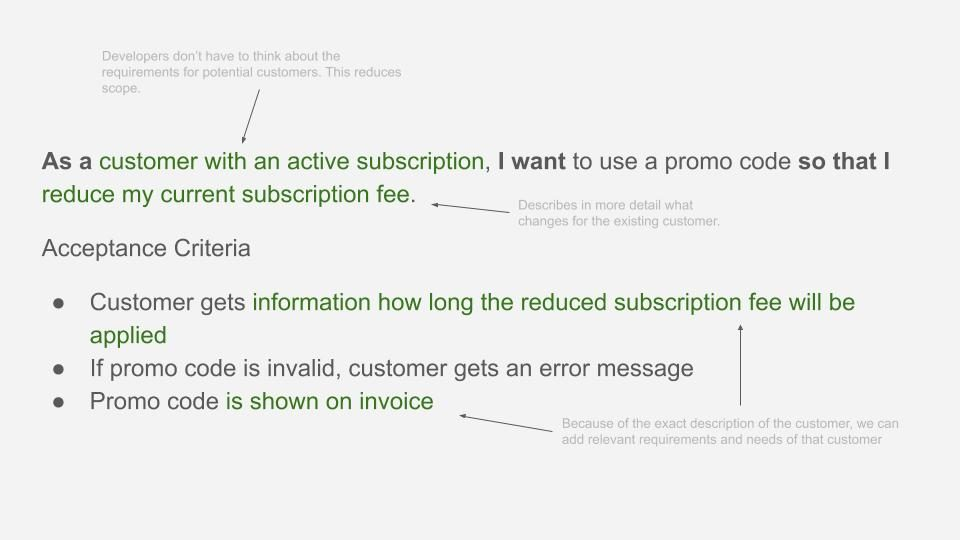 Developers don't have to think about the
requirements for potential customers. This reduces
scope.
As a customer with an active subscription, I want to use a promo code so that I
reduce my current subscription fee.
Describes in more detail what
changes for the existing customer.
Acceptance Criteria
● Customer gets information how long the reduced subscription fee will be
applied
● If promo code is invalid, customer gets an error message
● Promo code is shown on invoice
Because of the exact description of the customer, we can
add relevant requirements and needs of that customer